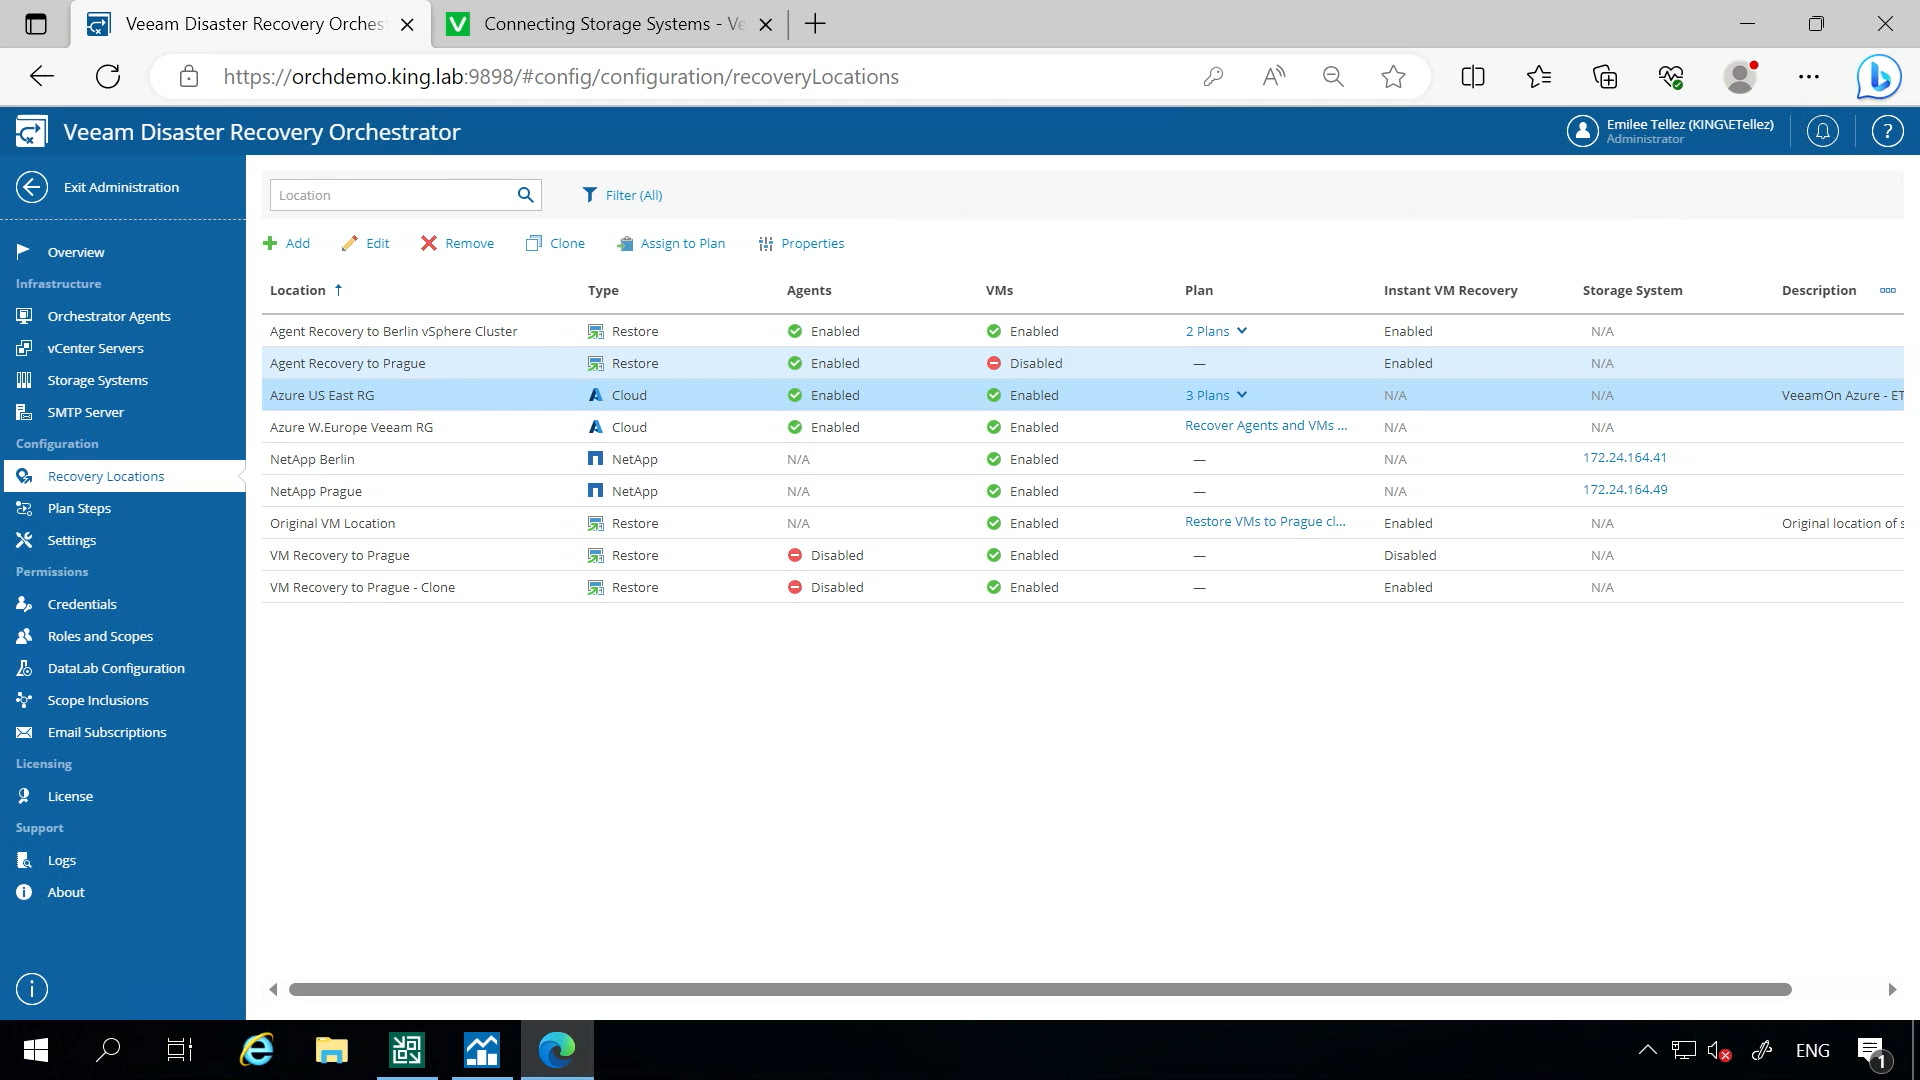 Veeam Disaster Recovery Orches
Connecting Storage Systems - Ve
https://orchdemo.king.lab:9898/#config/configuration/recoveryLocations
Veeam Disaster Recovery Orchestrator
Emilee Tellez (KING\ETellez)
Administrator
?
Exit Administration
Overview
Infrastructure
Orchestrator Agents
vCenter Servers
Storage Systems
SMTP Server
Configuration
Recovery Locations
Plan Steps
Settings
Permissions
Credentials
Roles and Scopes
DataLab Configuration
Scope Inclusions
Email Subscriptions
Licensing
License
Support
Logs
About
Location
Filter (All)
Add Edit Remove Clone Assign to Plan Properties
Location Type Agents VMs Plan Instant VM Recovery Storage System Description
Agent Recovery to Berlin vSphere Cluster Restore Enabled Enabled 2 Plans Enabled N/A
Agent Recovery to Prague Restore Enabled Disabled — Enabled N/A
Azure US East RG Cloud Enabled Enabled 3 Plans N/A N/A VeeamOn Azure - ET
Azure W.Europe Veeam RG Cloud Enabled Enabled Recover Agents and VMs ... N/A N/A
NetApp Berlin NetApp N/A Enabled — N/A 172.24.164.41
NetApp Prague NetApp N/A Enabled — N/A 172.24.164.49
Original VM Location Restore N/A Enabled Restore VMs to Prague cl... Enabled N/A Original location of s
VM Recovery to Prague Restore Disabled Enabled — Disabled N/A
VM Recovery to Prague - Clone Restore Disabled Enabled — Enabled N/A
ENG
1